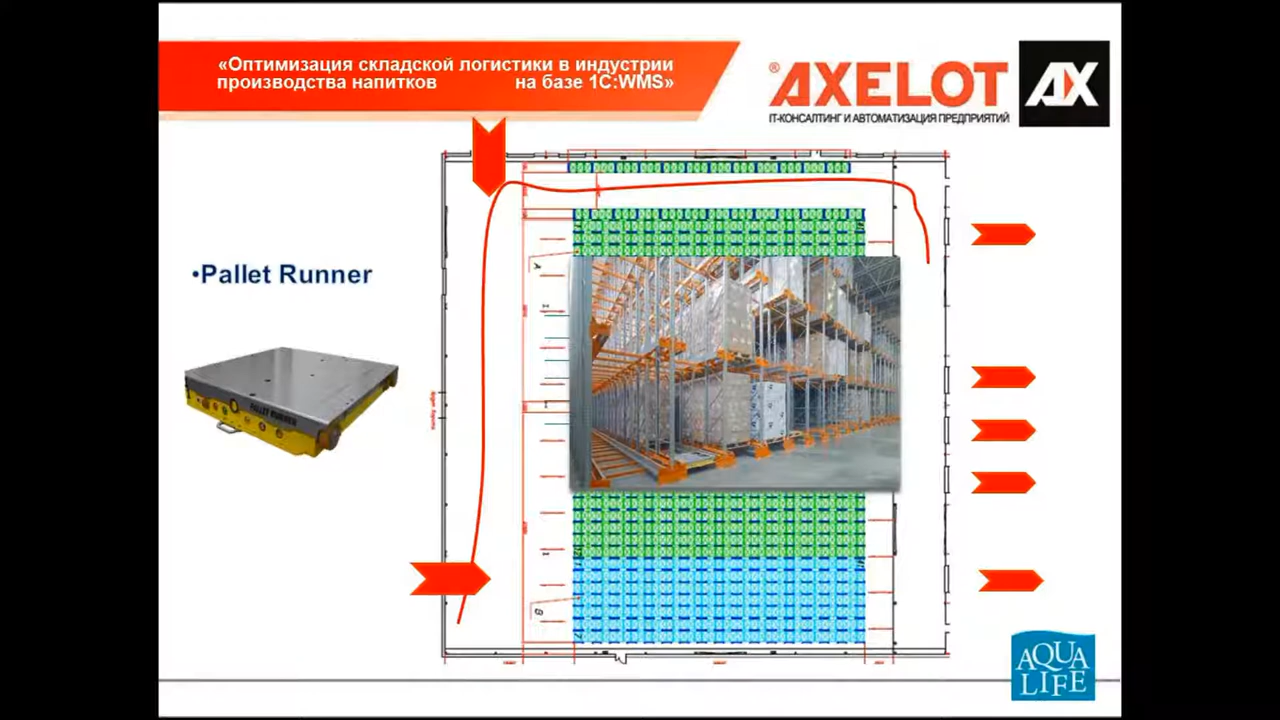 «Оптимизация складской логистики в индустрии
производства напитков на базе 1С:WMS»
®AXELOT AX
IT-КОНСАЛТИНГ И АВТОМАТИЗАЦИЯ ПРЕДПРИЯТИЙ
•Pallet Runner
PALLET RUNNER
AQUA
LIFE